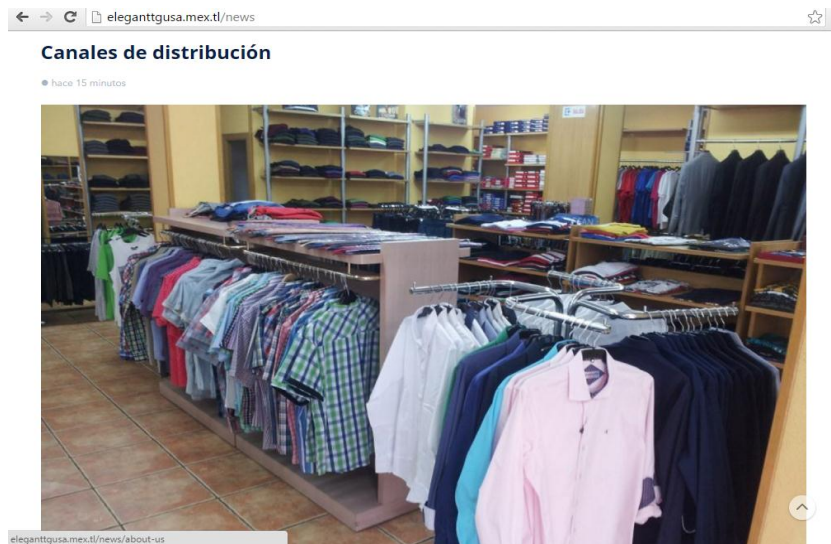 eleganttgusa.mex.tl/news
Canales de distribución
hace 15 minutos
eleganttgusa.mex.tl/news/about-us